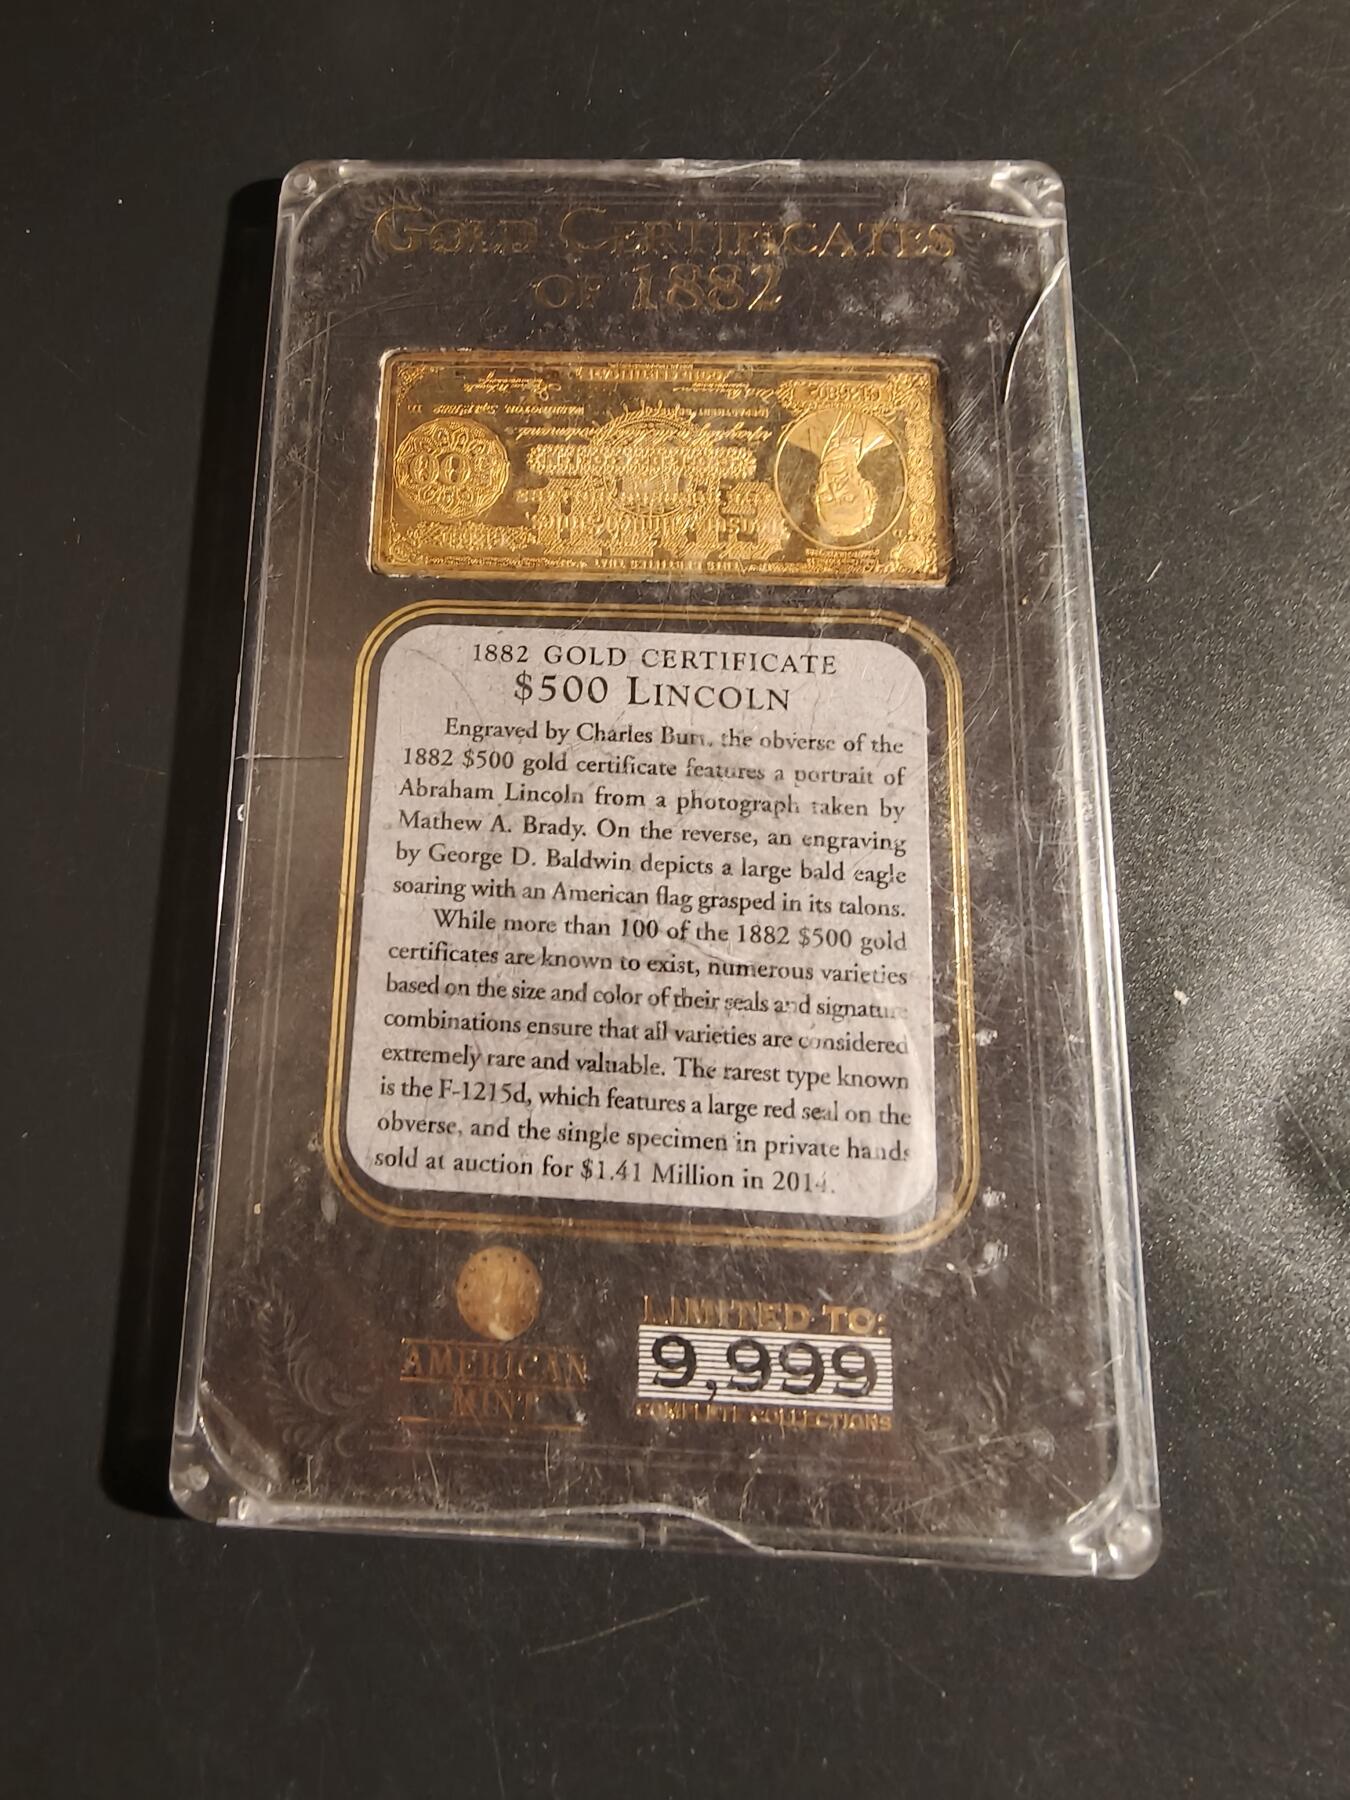 GOLD CERTIFICATES
OF 1882
1882 GOLD CERTIFICATE
$500 LINCOLN
Engraved by Charles Burt, the obverse of the
1882 $500 gold certificate features a portrait of
Abraham Lincoln from a photograph taken by
Mathew A. Brady. On the reverse, an engraving
by George D. Baldwin depicts a large bald eagle
soaring with an American flag grasped in its talons.
While more than 100 of the 1882 $500 gold
certificates are known to exist, numerous varieties
based on the size and color of their seals and signature
combinations ensure that all varieties are considered
extremely rare and valuable. The rarest type known
is the F-1215d, which features a large red seal on the
obverse, and the single specimen in private hands
sold at auction for $1.41 Million in 2014.
AMERICAN
MINT
LIMITED TO:
9,999
COMPLETE COLLECTIONS